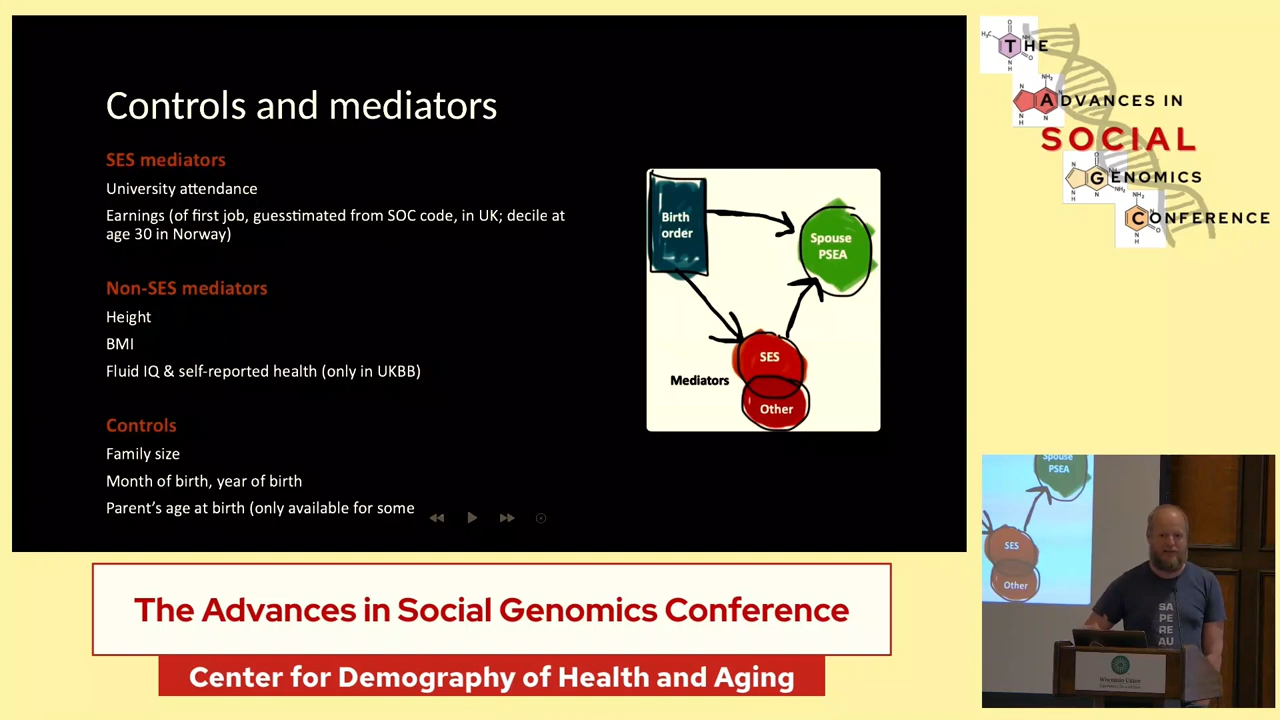 Controls and mediators
SES mediators
University attendance
Earnings (of first job, guesstimated from SOC code, in UK; decile at
age 30 in Norway)
Non-SES mediators
Height
BMI
Fluid IQ & self-reported health (only in UKBB)
Controls
Family size
Month of birth, year of birth
Parent's age at birth (only available for some
Birth
order
Spouse
PSEA
SES
Mediators
Other
THE
ADVANCES IN
SOCIAL
GENOMICS
CONFERENCE
Spouse
PSEA
SES
Other
SA
PE
RE
AU
The Advances in Social Genomics Conference
Center for Demography of Health and Aging